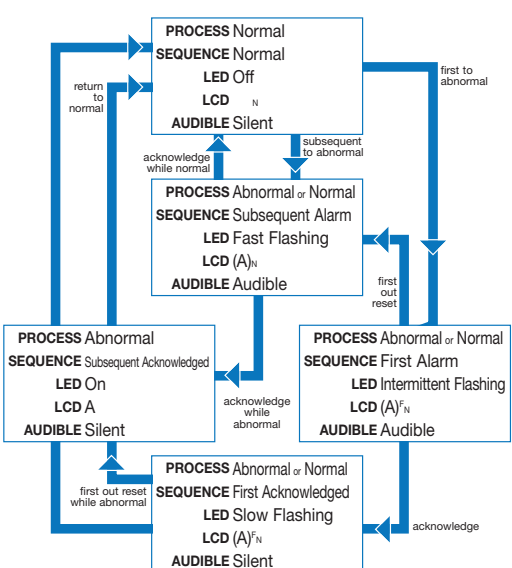 PROCESS Normal
SEQUENCE Normal
LED Off
LCD N
AUDIBLE Silent
first to
abnormal
return
to
normal
acknowledge
while normal
subsequent
to abnormal
PROCESS Abnormal or Normal
SEQUENCE Subsequent Alarm
LED Fast Flashing
LCD (A)N
AUDIBLE Audible
first
out
reset
PROCESS Abnormal
SEQUENCE Subsequent Acknowledged
LED On
LCD A
AUDIBLE Silent
acknowledge
while
abnormal
PROCESS Abnormal or Normal
SEQUENCE First Alarm
LED Intermittent Flashing
LCD (A)FN
AUDIBLE Audible
first out reset
while abnormal
PROCESS Abnormal or Normal
SEQUENCE First Acknowledged
LED Slow Flashing
LCD (A)FN
AUDIBLE Silent
acknowledge